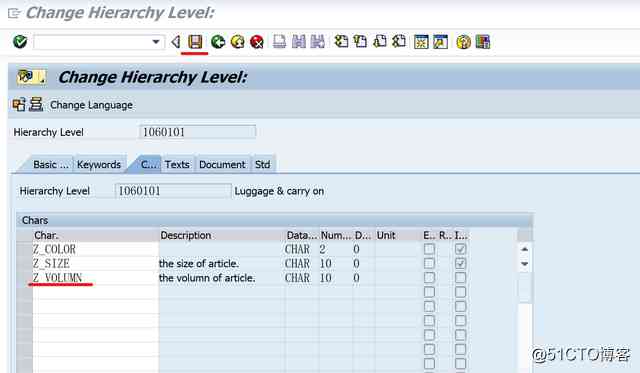 Change Hierarchy Level:
Change Hierarchy Level:
Change Language
Hierarchy Level 1060101
Basic ... Keywords C... Texts Document Std
Hierarchy Level 1060101 Luggage & carry on
Chars
Char. Description Data... Num... D... Unit E.. R.. I...
Z_COLOR CHAR 2 0
Z_SIZE the size of article. CHAR 10 0
Z_VOLUMN the volumn of article. CHAR 10 0
@51CTO博客